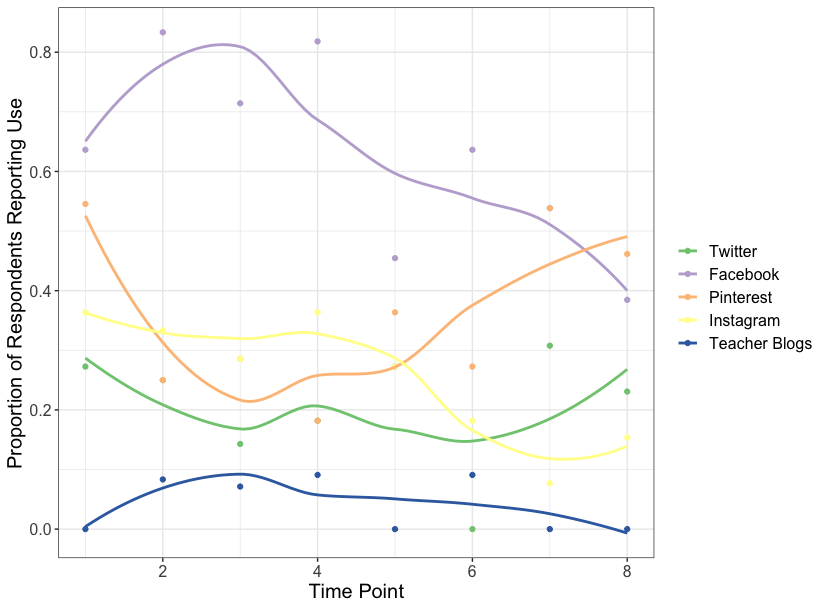 Proportion of Respondents Reporting Use
0.8
0.6
0.4
0.2
0.0
2 4 6 8
Time Point
Twitter
Facebook
Pinterest
Instagram
Teacher Blogs